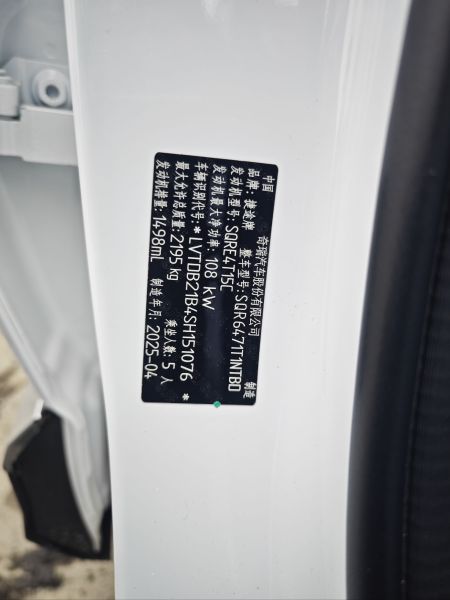 中国 奇瑞汽车股份有限公司 制造
品牌:捷途牌 整车型号:SQR6471T1NTBD
发动机型号:SQRE4T15C
发动机最大净功率:108 kW
车辆识别代号:*LVTDB21B4SH151076*
最大允许总质量:2195kg 乘坐人数:5人
发动机排量:1498mL 制造年月:2025-04